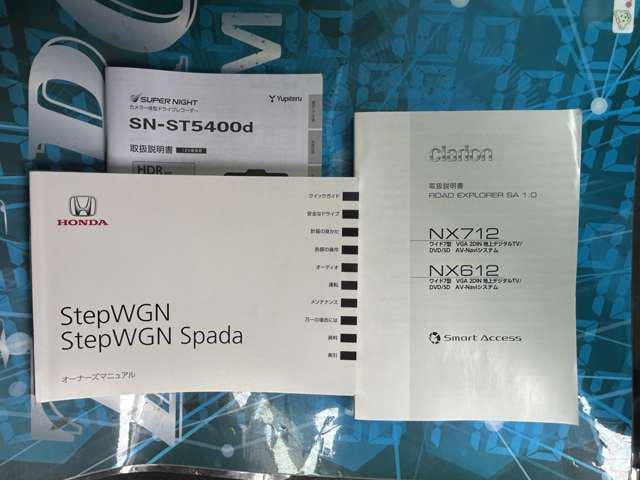 SUPER NIGHT
Yupiteru
カメラ一体型ドライブレコーダー
SN-ST5400d
取扱説明書
HDR
HONDA
StepWGN
StepWGN Spada
オーナーズマニュアル
クイックガイド
安全なドライブ
計器の見かた
各部の操作
オーディオ
運転
メンテナンス
万一の場合には
資料
索引
clarion
取扱説明書
ROAD EXPLORER SA 1.0
NX712
ワイド7型 VGA 2DIN 地上デジタルTV/
DVD/SD AV-Naviシステム
NX612
ワイド7型 VGA 2DIN 地上デジタルTV/
DVD/SD AV-Naviシステム
Smart Access